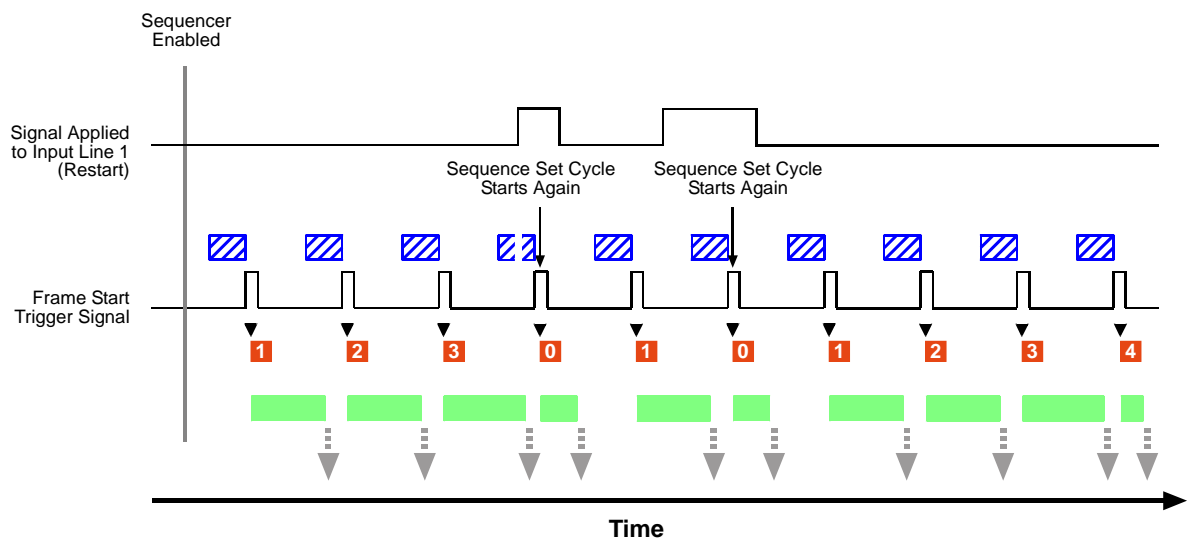 Sequencer
Enabled
Signal Applied
to Input Line 1
(Restart)
Sequence Set Cycle
Starts Again
Sequence Set Cycle
Starts Again
Frame Start
Trigger Signal
1 2 3 0 1 0 1 2 3 4
Time